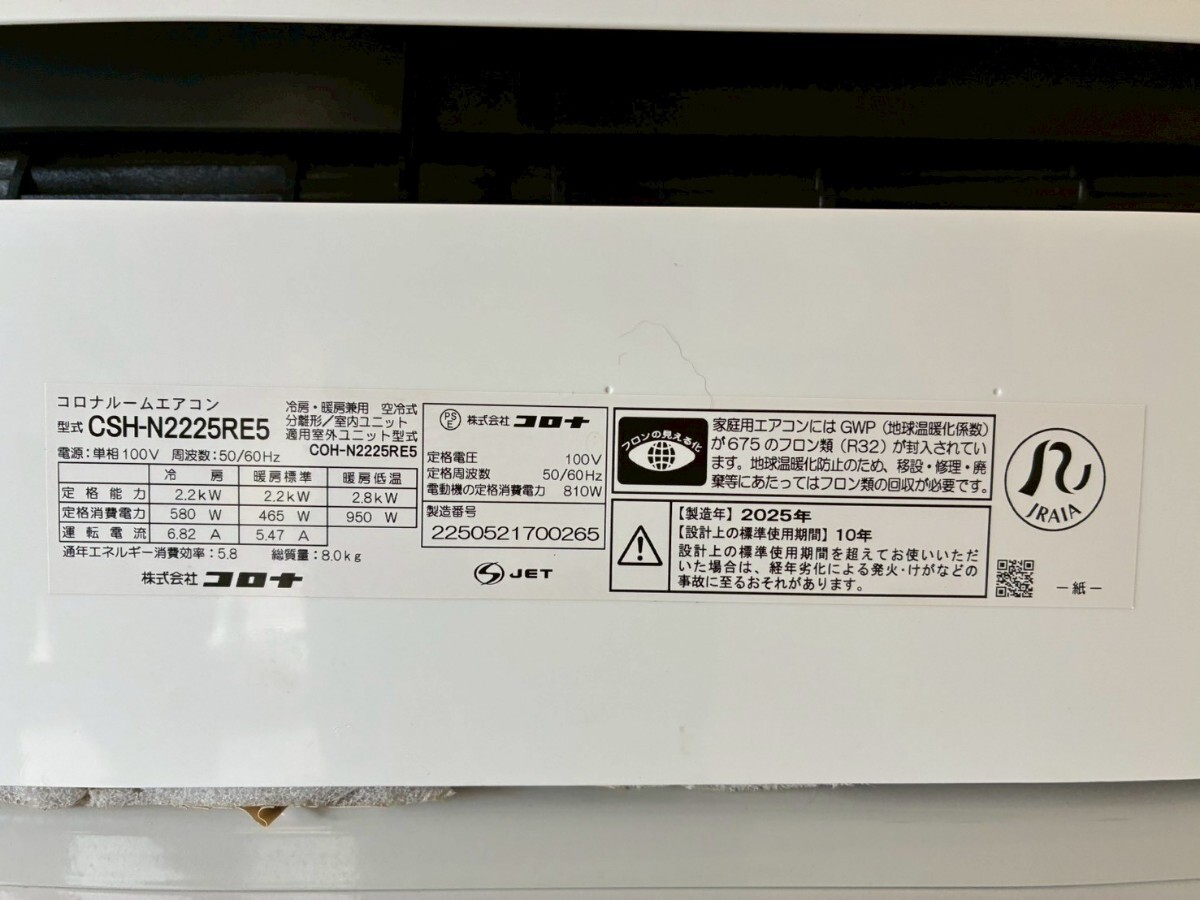 コロナルームエアコン
型式 CSH-N2225RE5
冷房・暖房兼用 空冷式
分離形/室内ユニット
適用室外ユニット型式
COH-N2225RE5
電源:単相100V 周波数:50/60Hz
冷 房 暖房標準 暖房低温
定格能力 2.2kW 2.2kW 2.8kW
定格消費電力 580 W 465 W 950 W
運転電流 6.82 A 5.47 A
通年エネルギー消費効率:5.8 総質量:8.0kg
株式会社 コロナ
PSE 株式会社 コロナ
定格電圧 100V
定格周波数 50/60Hz
電動機の定格消費電力 810W
製造番号
2250521700265
JET
フロンの見える化
家庭用エアコンにはGWP(地球温暖化係数)
が675のフロン類(R32)が封入されてい
ます。地球温暖化防止のため、移設・修理・廃
棄等にあたってはフロン類の回収が必要です。
【製造年】2025年
【設計上の標準使用期間】10年
設計上の標準使用期間を超えてお使いいただ
いた場合は、経年劣化による発火・けがなどの
事故に至るおそれがあります。
JRAIA
－紙－